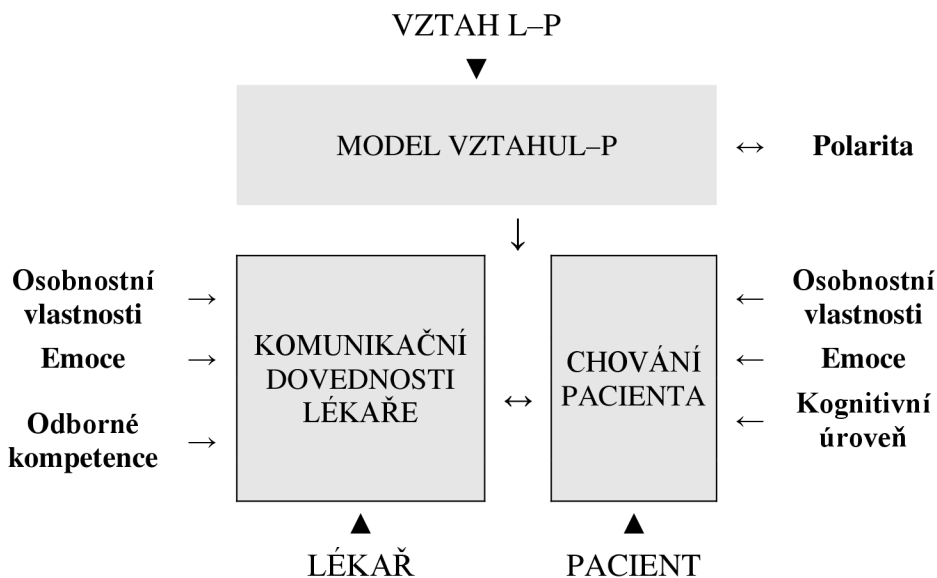 VZTAH L–P
▼
MODEL VZTAHUL–P
↔
Polarita
↓
Osobnostní
vlastnosti
→
Emoce
→
Odborné
kompetence
→
KOMUNIKAČNÍ
DOVEDNOSTI
LÉKAŘE
↔
CHOVÁNÍ
PACIENTA
←
Osobnostní
vlastnosti
←
Emoce
←
Kognitivní
úroveň
▲
LÉKAŘ
▲
PACIENT